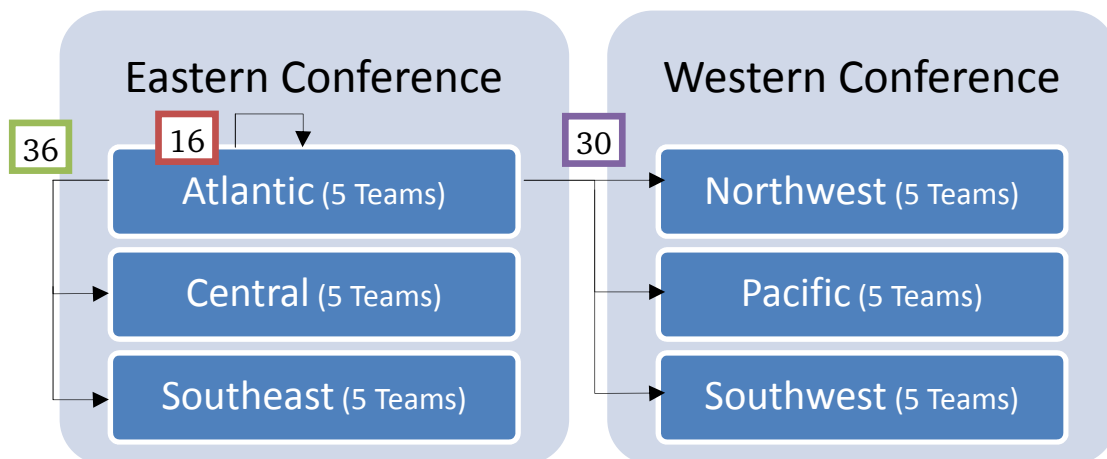 Eastern Conference
Western Conference
36
16
30
Atlantic (5 Teams)
Northwest (5 Teams)
Central (5 Teams)
Pacific (5 Teams)
Southeast (5 Teams)
Southwest (5 Teams)